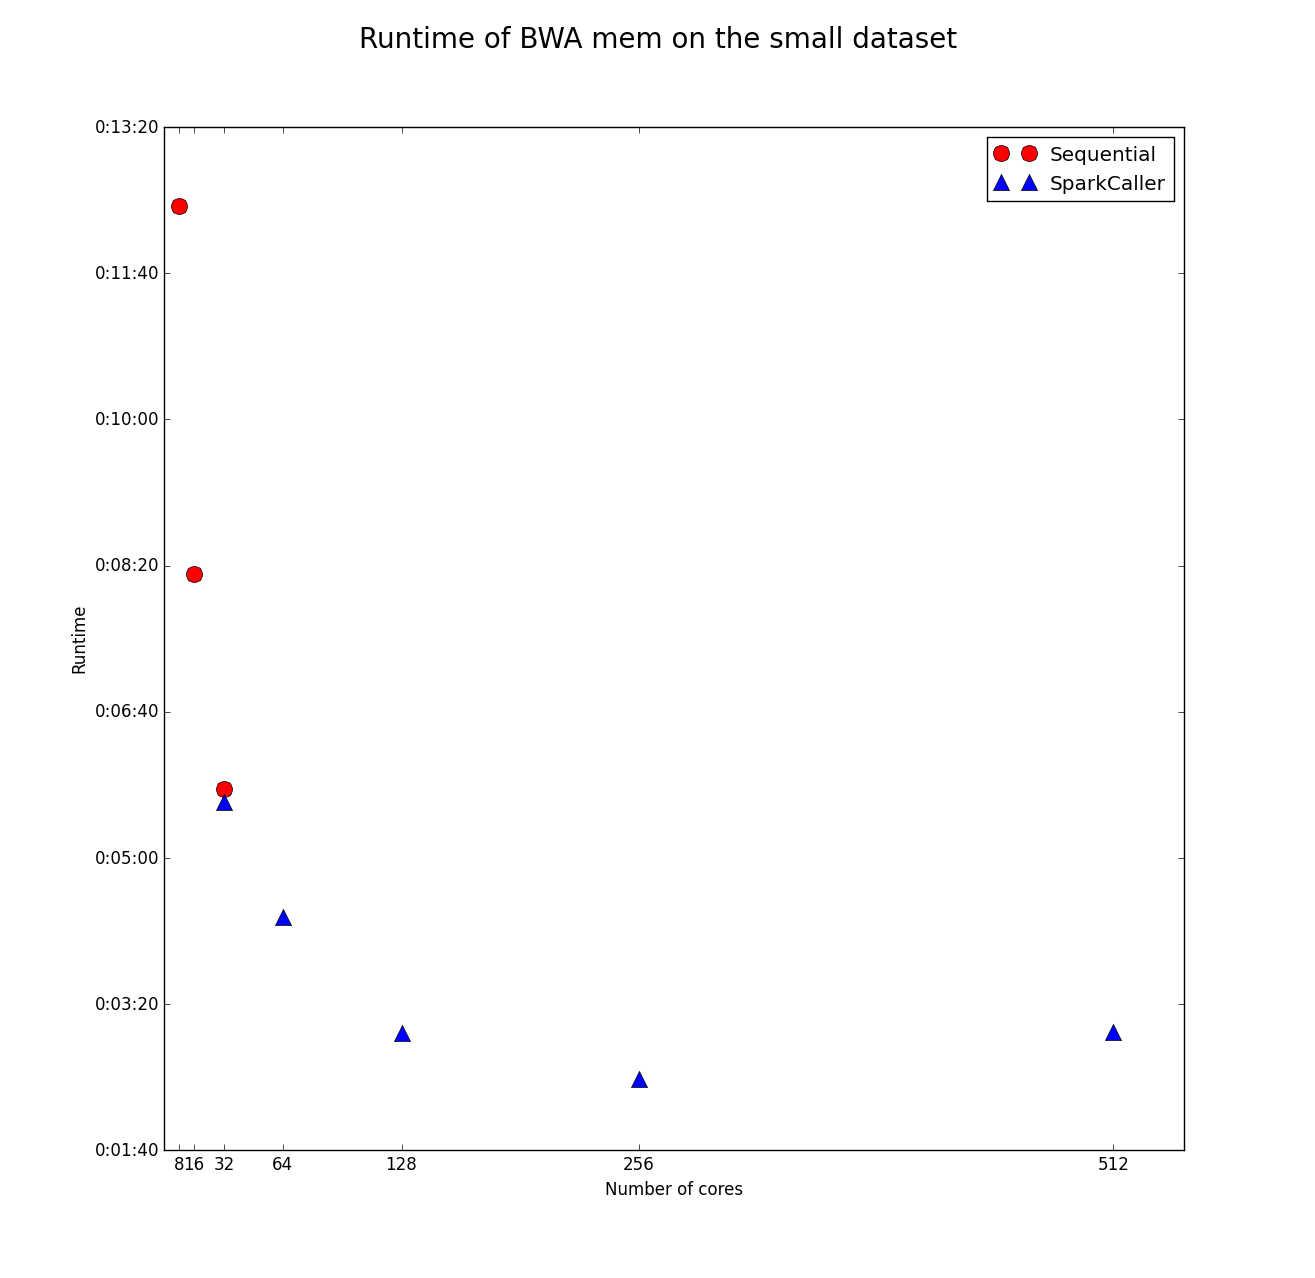 Runtime of BWA mem on the small dataset
0:13:20
Sequential
SparkCaller
0:11:40
0:10:00
0:08:20
Runtime
0:06:40
0:05:00
0:03:20
0:01:40
8 16 32 64 128 256 512
Number of cores